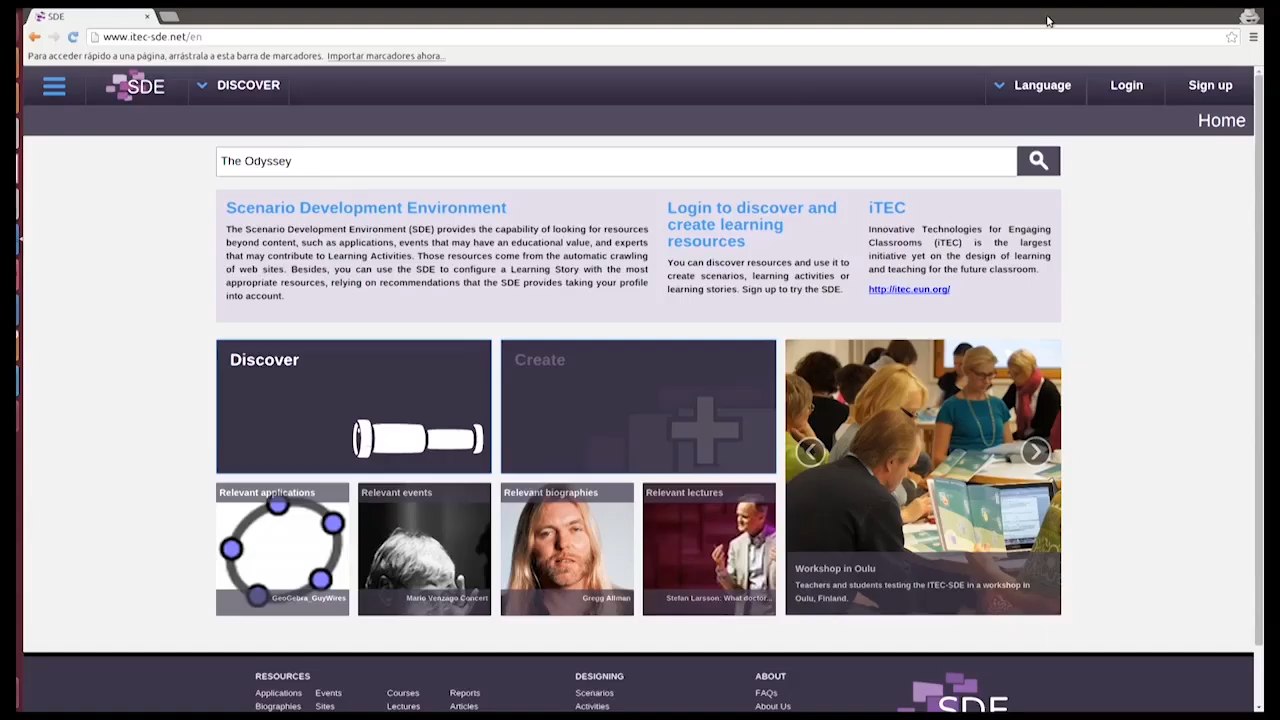 SDE
www.itec-sde.net/en
Para acceder rápido a una página, arrástrala a esta barra de marcadores. Importar marcadores ahora...
SDE
DISCOVER
Language
Login
Sign up
Home
The Odyssey
Scenario Development Environment
The Scenario Development Environment (SDE) provides the capability of looking for resources
beyond content, such as applications, events that may have an educational value, and experts
that may contribute to Learning Activities. Those resources come from the automatic crawling
of web sites. Besides, you can use the SDE to configure a Learning Story with the most
appropriate resources, relying on recommendations that the SDE provides taking your profile
into account.
Login to discover and
create learning
resources
You can discover resources and use it to
create scenarios, learning activities or
learning stories. Sign up to try the SDE.
iTEC
Innovative Technologies for Engaging
Classrooms (iTEC) is the largest
initiative yet on the design of learning
and teaching for the future classroom.
http://itec.eun.org/
Discover
Create
Relevant applications
GeoGebra_GuyWires
Relevant events
Mario Venzago Concert
Relevant biographies
Gregg Allman
Relevant lectures
Stefan Larsson: What doctor...
Workshop in Oulu
Teachers and students testing the ITEC-SDE in a workshop in
Oulu, Finland.
RESOURCES
Applications Events Courses Reports
Biographies Sites Lectures Articles
DESIGNING
Scenarios
Activities
ABOUT
FAQs
About Us
SDE